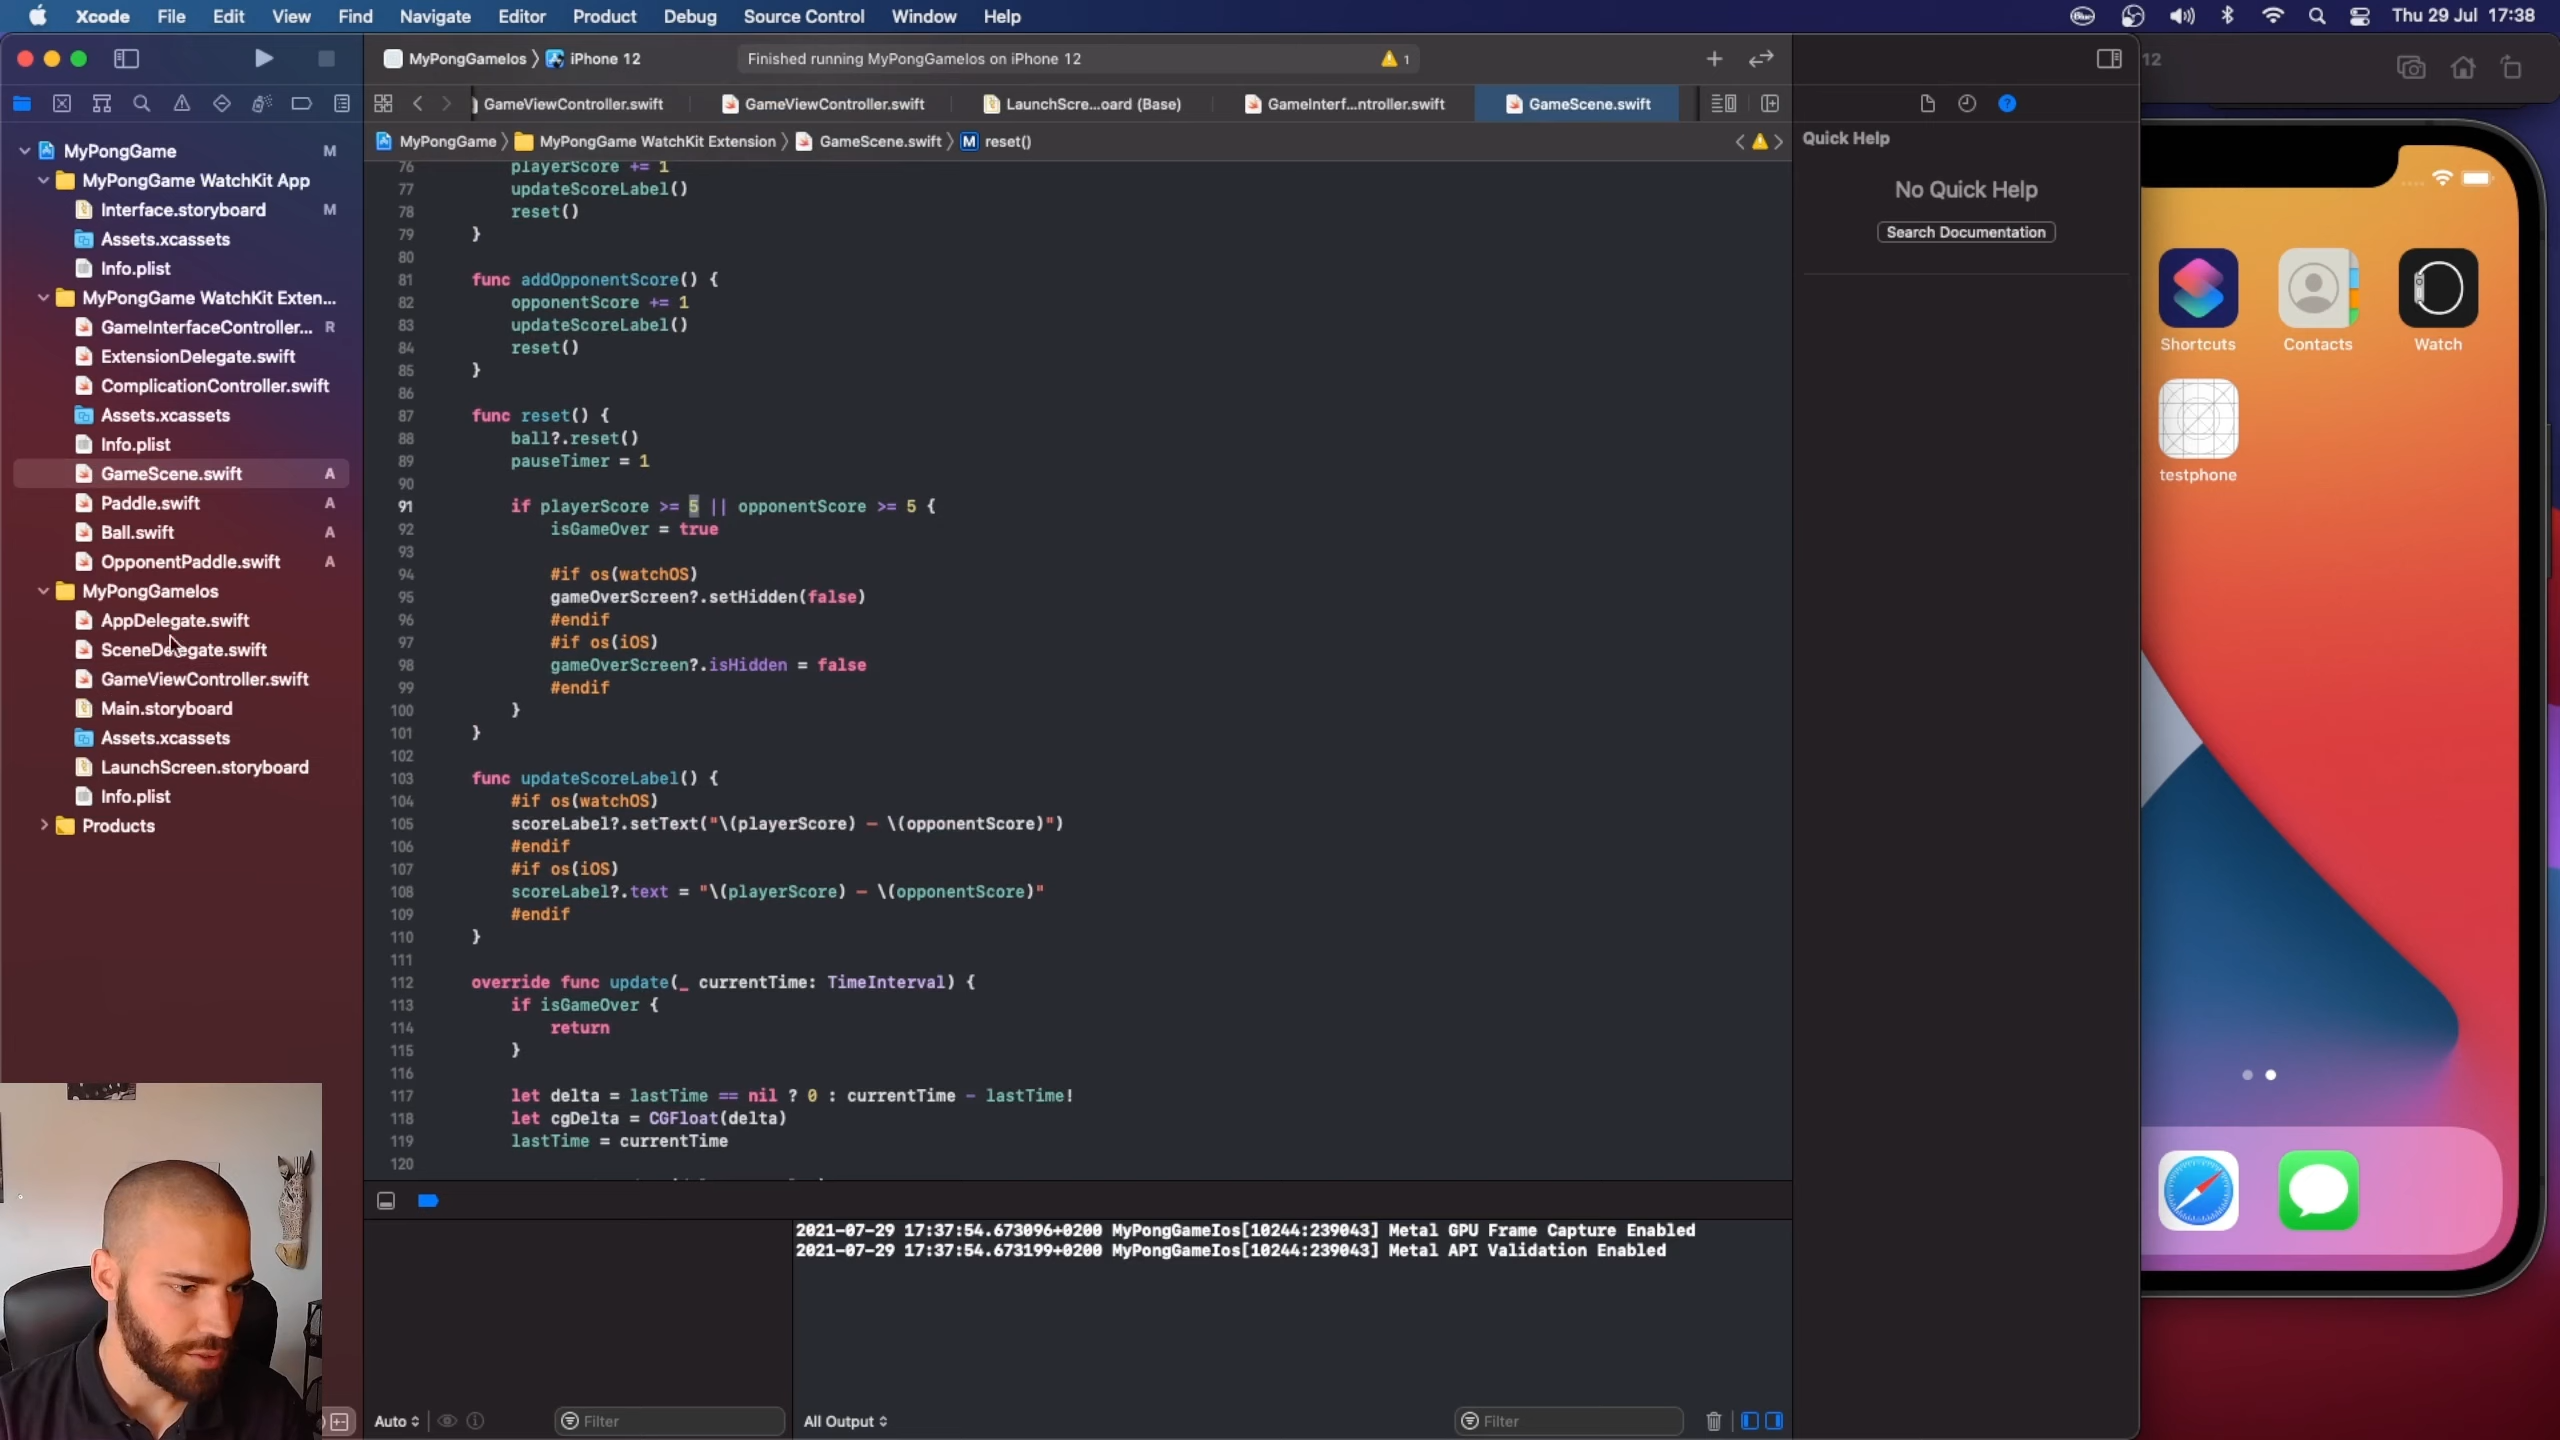 Xcode File Edit View Find Navigate Editor Product Debug Source Control Window Help Thu 29 Jul 17:38
MyPongGameIos iPhone 12 Finished running MyPongGameIos on iPhone 12 1 12
GameViewController.swift GameViewController.swift LaunchScre...oard (Base) GameInterf...ntroller.swift GameScene.swift
MyPongGame MyPongGame WatchKit Extension GameScene.swift M reset()
MyPongGame M
MyPongGame WatchKit App
Interface.storyboard M
Assets.xcassets
Info.plist
MyPongGame WatchKit Exten...
GameInterfaceController... R
ExtensionDelegate.swift
ComplicationController.swift
Assets.xcassets
Info.plist
GameScene.swift A
Paddle.swift A
Ball.swift A
OpponentPaddle.swift A
MyPongGameIos
AppDelegate.swift
SceneDelegate.swift
GameViewController.swift
Main.storyboard
Assets.xcassets
LaunchScreen.storyboard
Info.plist
Products
76 playerScore += 1
77 updateScoreLabel()
78 reset()
79 }
80
81 func addOpponentScore() {
82 opponentScore += 1
83 updateScoreLabel()
84 reset()
85 }
86
87 func reset() {
88 ball?.reset()
89 pauseTimer = 1
90
91 if playerScore >= 5 || opponentScore >= 5 {
92 isGameOver = true
93
94 #if os(watchOS)
95 gameOverScreen?.setHidden(false)
96 #endif
97 #if os(iOS)
98 gameOverScreen?.isHidden = false
99 #endif
100 }
101 }
102
103 func updateScoreLabel() {
104 #if os(watchOS)
105 scoreLabel?.setText("\(playerScore) - \(opponentScore)")
106 #endif
107 #if os(iOS)
108 scoreLabel?.text = "\(playerScore) - \(opponentScore)"
109 #endif
110 }
111
112 override func update(_ currentTime: TimeInterval) {
113 if isGameOver {
114 return
115 }
116
117 let delta = lastTime == nil ? 0 : currentTime - lastTime!
118 let cgDelta = CGFloat(delta)
119 lastTime = currentTime
120
Quick Help
No Quick Help
Search Documentation
Shortcuts Contacts Watch
testphone
2021-07-29 17:37:54.673096+0200 MyPongGameIos[10244:239043] Metal GPU Frame Capture Enabled
2021-07-29 17:37:54.673199+0200 MyPongGameIos[10244:239043] Metal API Validation Enabled
Auto Filter All Output Filter